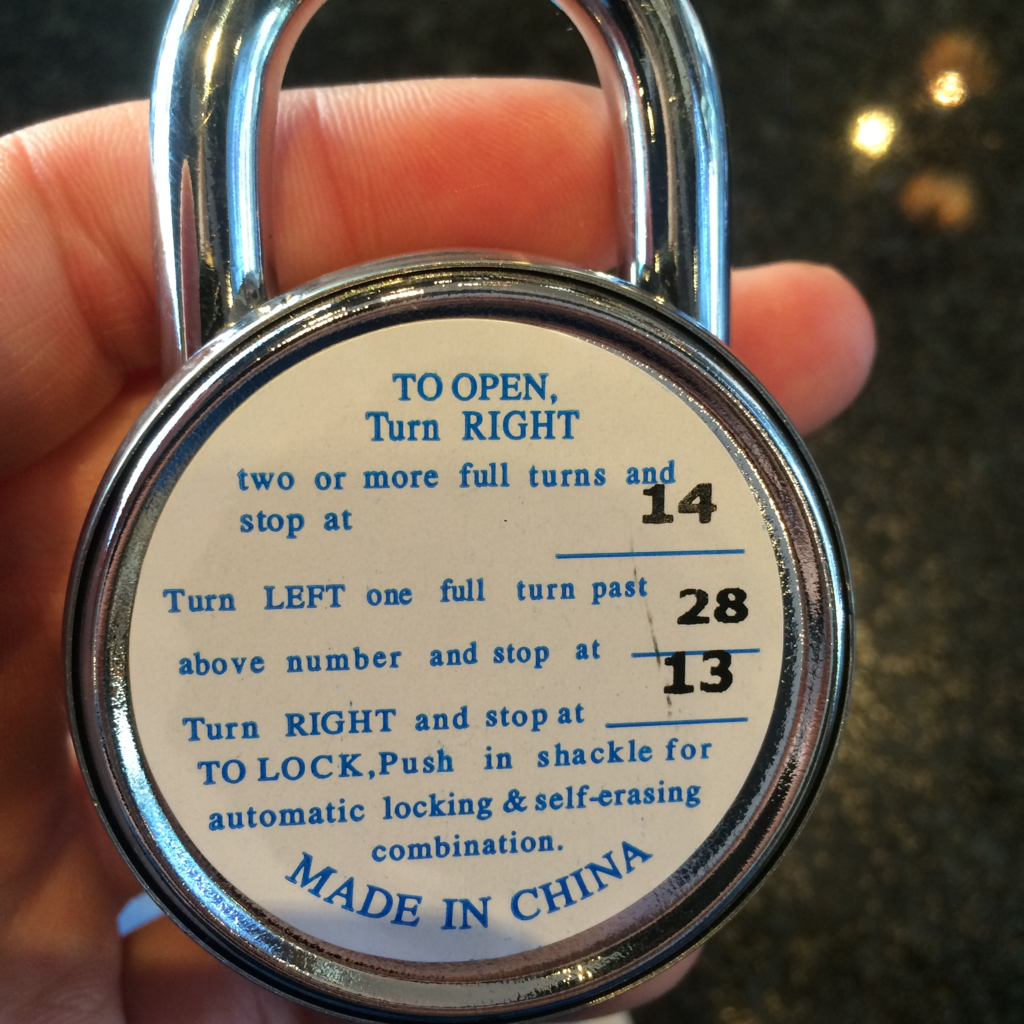 TO OPEN,
Turn RIGHT
two or more full turns and
stop at 14
Turn LEFT one full turn past
above number and stop at 28
Turn RIGHT and stop at 13
TO LOCK,Push in shackle for
automatic locking & self-erasing
combination.
MADE IN CHINA